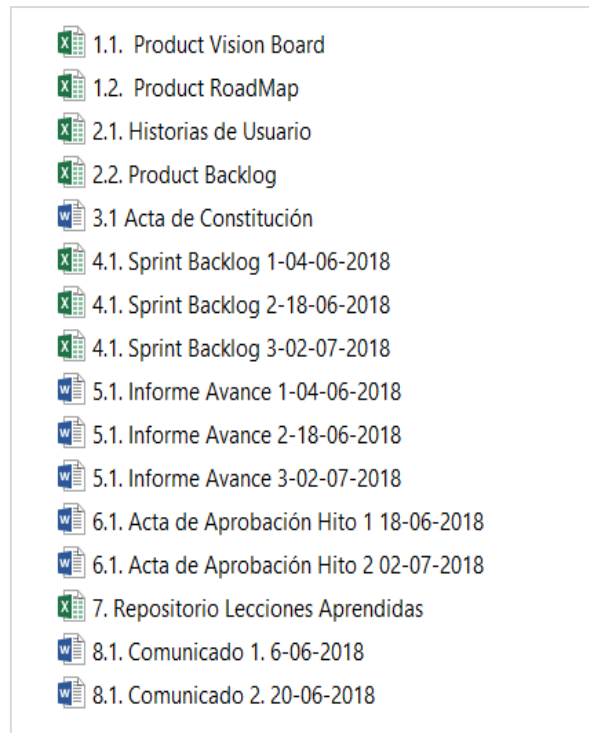 1.1. Product Vision Board
1.2. Product RoadMap
2.1. Historias de Usuario
2.2. Product Backlog
3.1 Acta de Constitución
4.1. Sprint Backlog 1-04-06-2018
4.1. Sprint Backlog 2-18-06-2018
4.1. Sprint Backlog 3-02-07-2018
5.1. Informe Avance 1-04-06-2018
5.1. Informe Avance 2-18-06-2018
5.1. Informe Avance 3-02-07-2018
6.1. Acta de Aprobación Hito 1 18-06-2018
6.1. Acta de Aprobación Hito 2 02-07-2018
7. Repositorio Lecciones Aprendidas
8.1. Comunicado 1. 6-06-2018
8.1. Comunicado 2. 20-06-2018